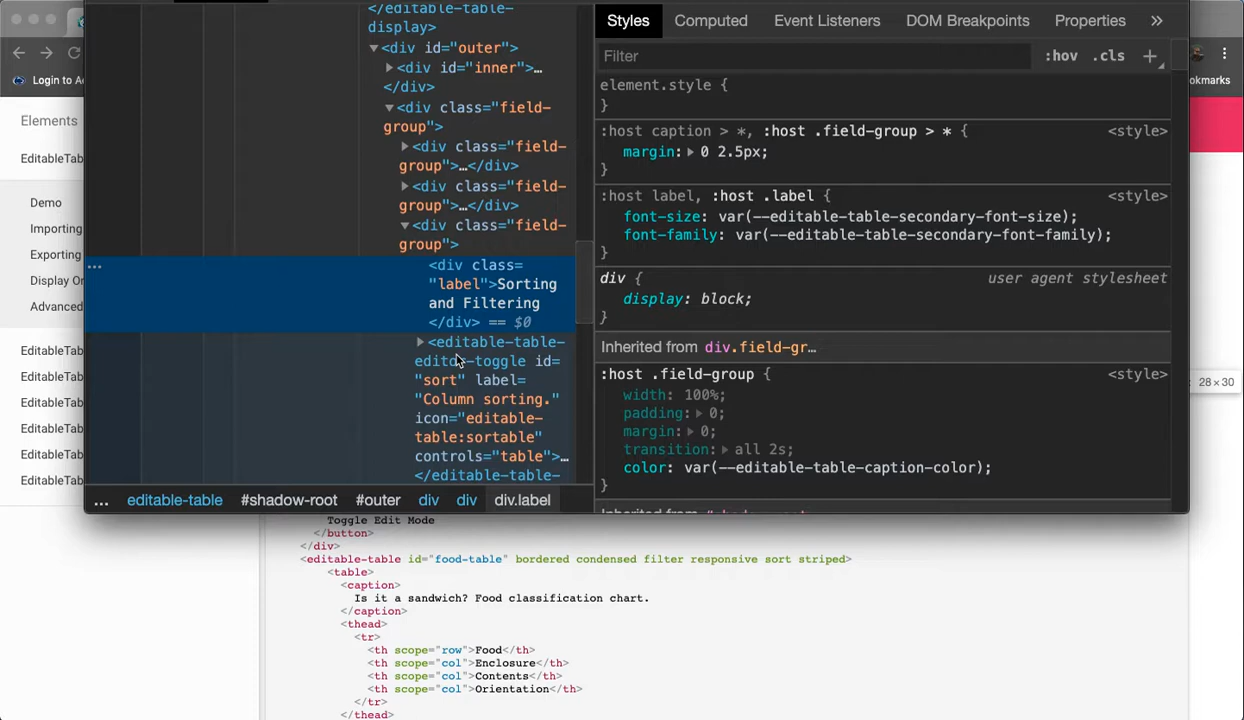 Login to Ac
Elements
EditableTab
Demo
Importing
Exporting
Display Or
Advanced
EditableTab
EditableTab
EditableTab
EditableTab
EditableTab
EditableTab
</editable-table-
display>
<div id="outer">
<div id="inner">…
</div>
<div class="field-
group">
<div class="field-
group">…</div>
<div class="field-
group">…</div>
<div class="field-
group">
<div class=
"label">Sorting
and Filtering
</div> == $0
<editable-table-
editor-toggle id=
"sort" label=
"Column sorting."
icon="editable-
table:sortable"
controls="table">…
</editable-table-
... editable-table #shadow-root #outer div div div.label
Styles Computed Event Listeners DOM Breakpoints Properties »
Filter :hov .cls +
element.style {
}
:host caption > *, :host .field-group > * { <style>
margin: 0 2.5px;
}
:host label, :host .label { <style>
font-size: var(--editable-table-secondary-font-size);
font-family: var(--editable-table-secondary-font-family);
}
div { user agent stylesheet
display: block;
}
Inherited from div.field-gr…
:host .field-group { <style>
width: 100%;
padding: 0;
margin: 0;
transition: all 2s;
color: var(--editable-table-caption-color);
}
okmarks
28×30
Toggle Edit Mode
</button>
</div>
<editable-table id="food-table" bordered condensed filter responsive sort striped>
<table>
<caption>
Is it a sandwich? Food classification chart.
</caption>
<thead>
<tr>
<th scope="row">Food</th>
<th scope="col">Enclosure</th>
<th scope="col">Contents</th>
<th scope="col">Orientation</th>
</tr>
</thead>